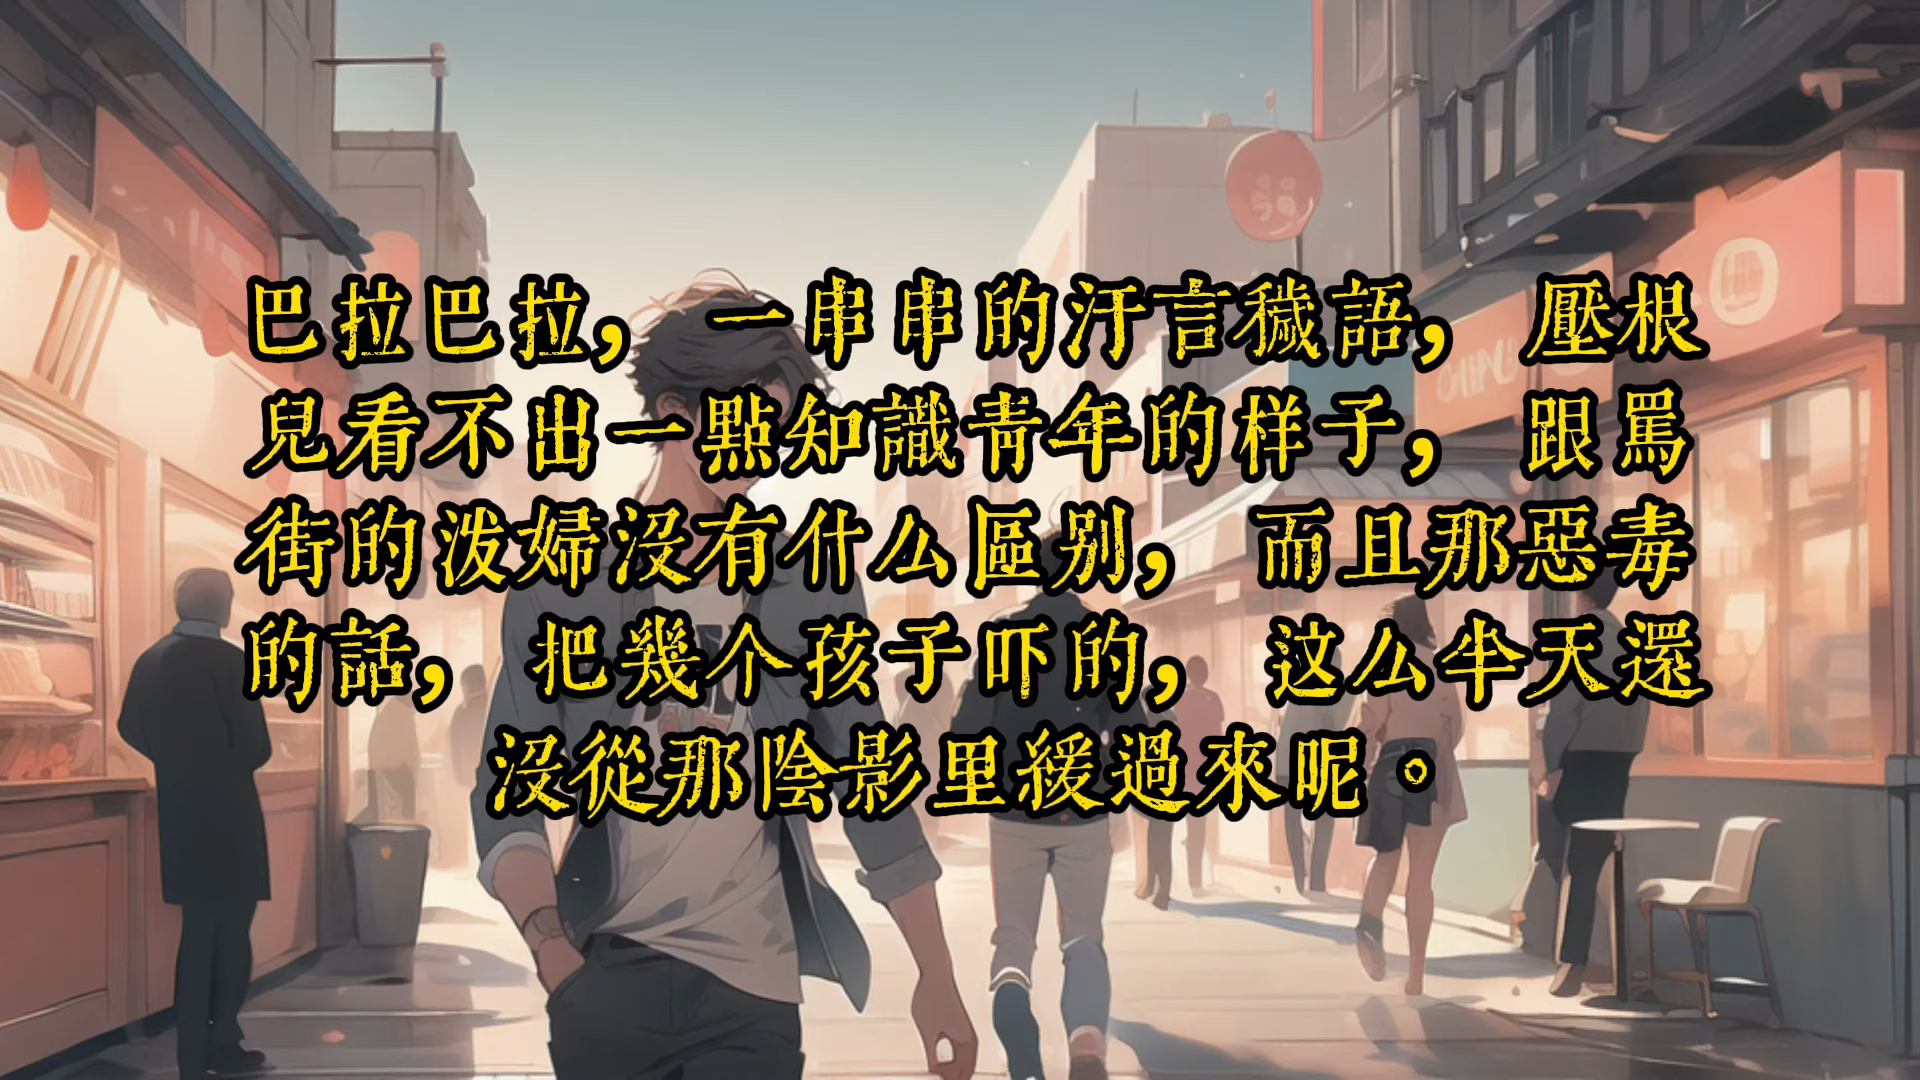 巴拉巴拉，一串串的汙言穢語，壓根
兒看不出一點知識青年的样子，跟罵
街的泼婦沒有什么區别，而且那惡毒
的話，把幾个孩子吓的，这么半天還
沒從那陰影里緩過來呢。